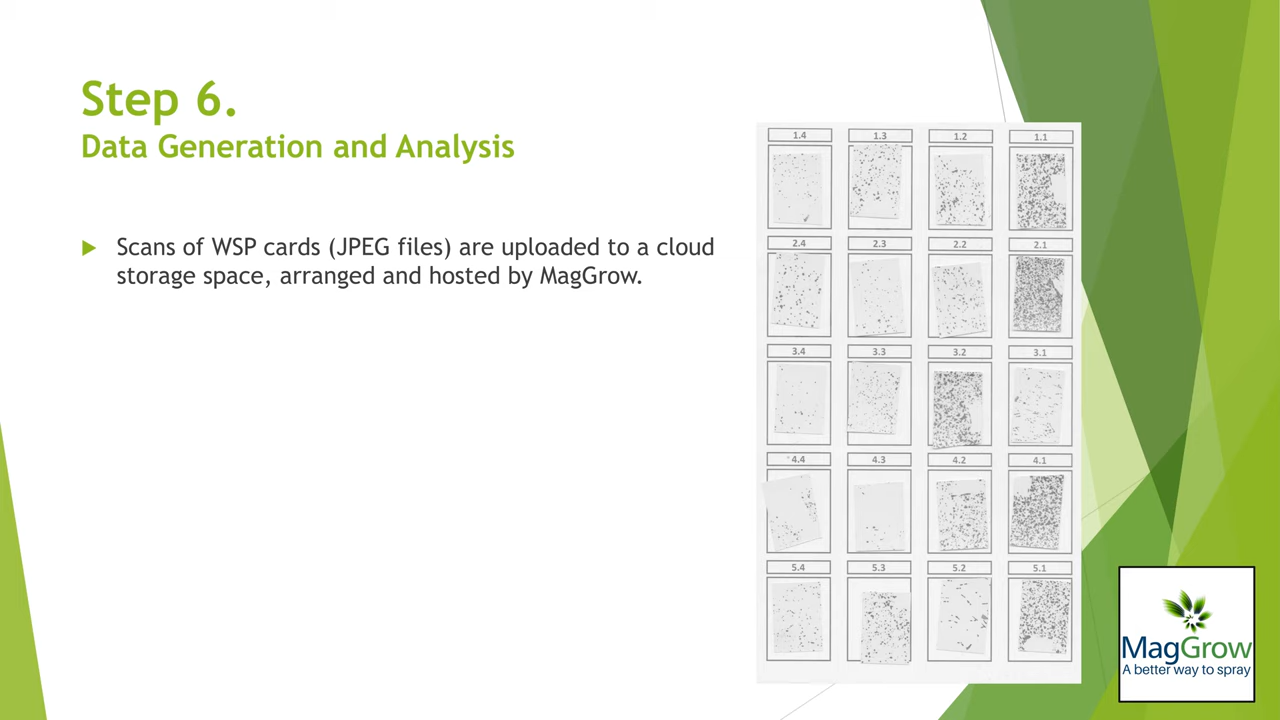 Step 6.
Data Generation and Analysis
Scans of WSP cards (JPEG files) are uploaded to a cloud
storage space, arranged and hosted by MagGrow.
1.4 1.3 1.2 1.1
2.4 2.3 2.2 2.1
3.4 3.3 3.2 3.1
4.4 4.3 4.2 4.1
5.4 5.3 5.2 5.1
MagGrow
A better way to spray